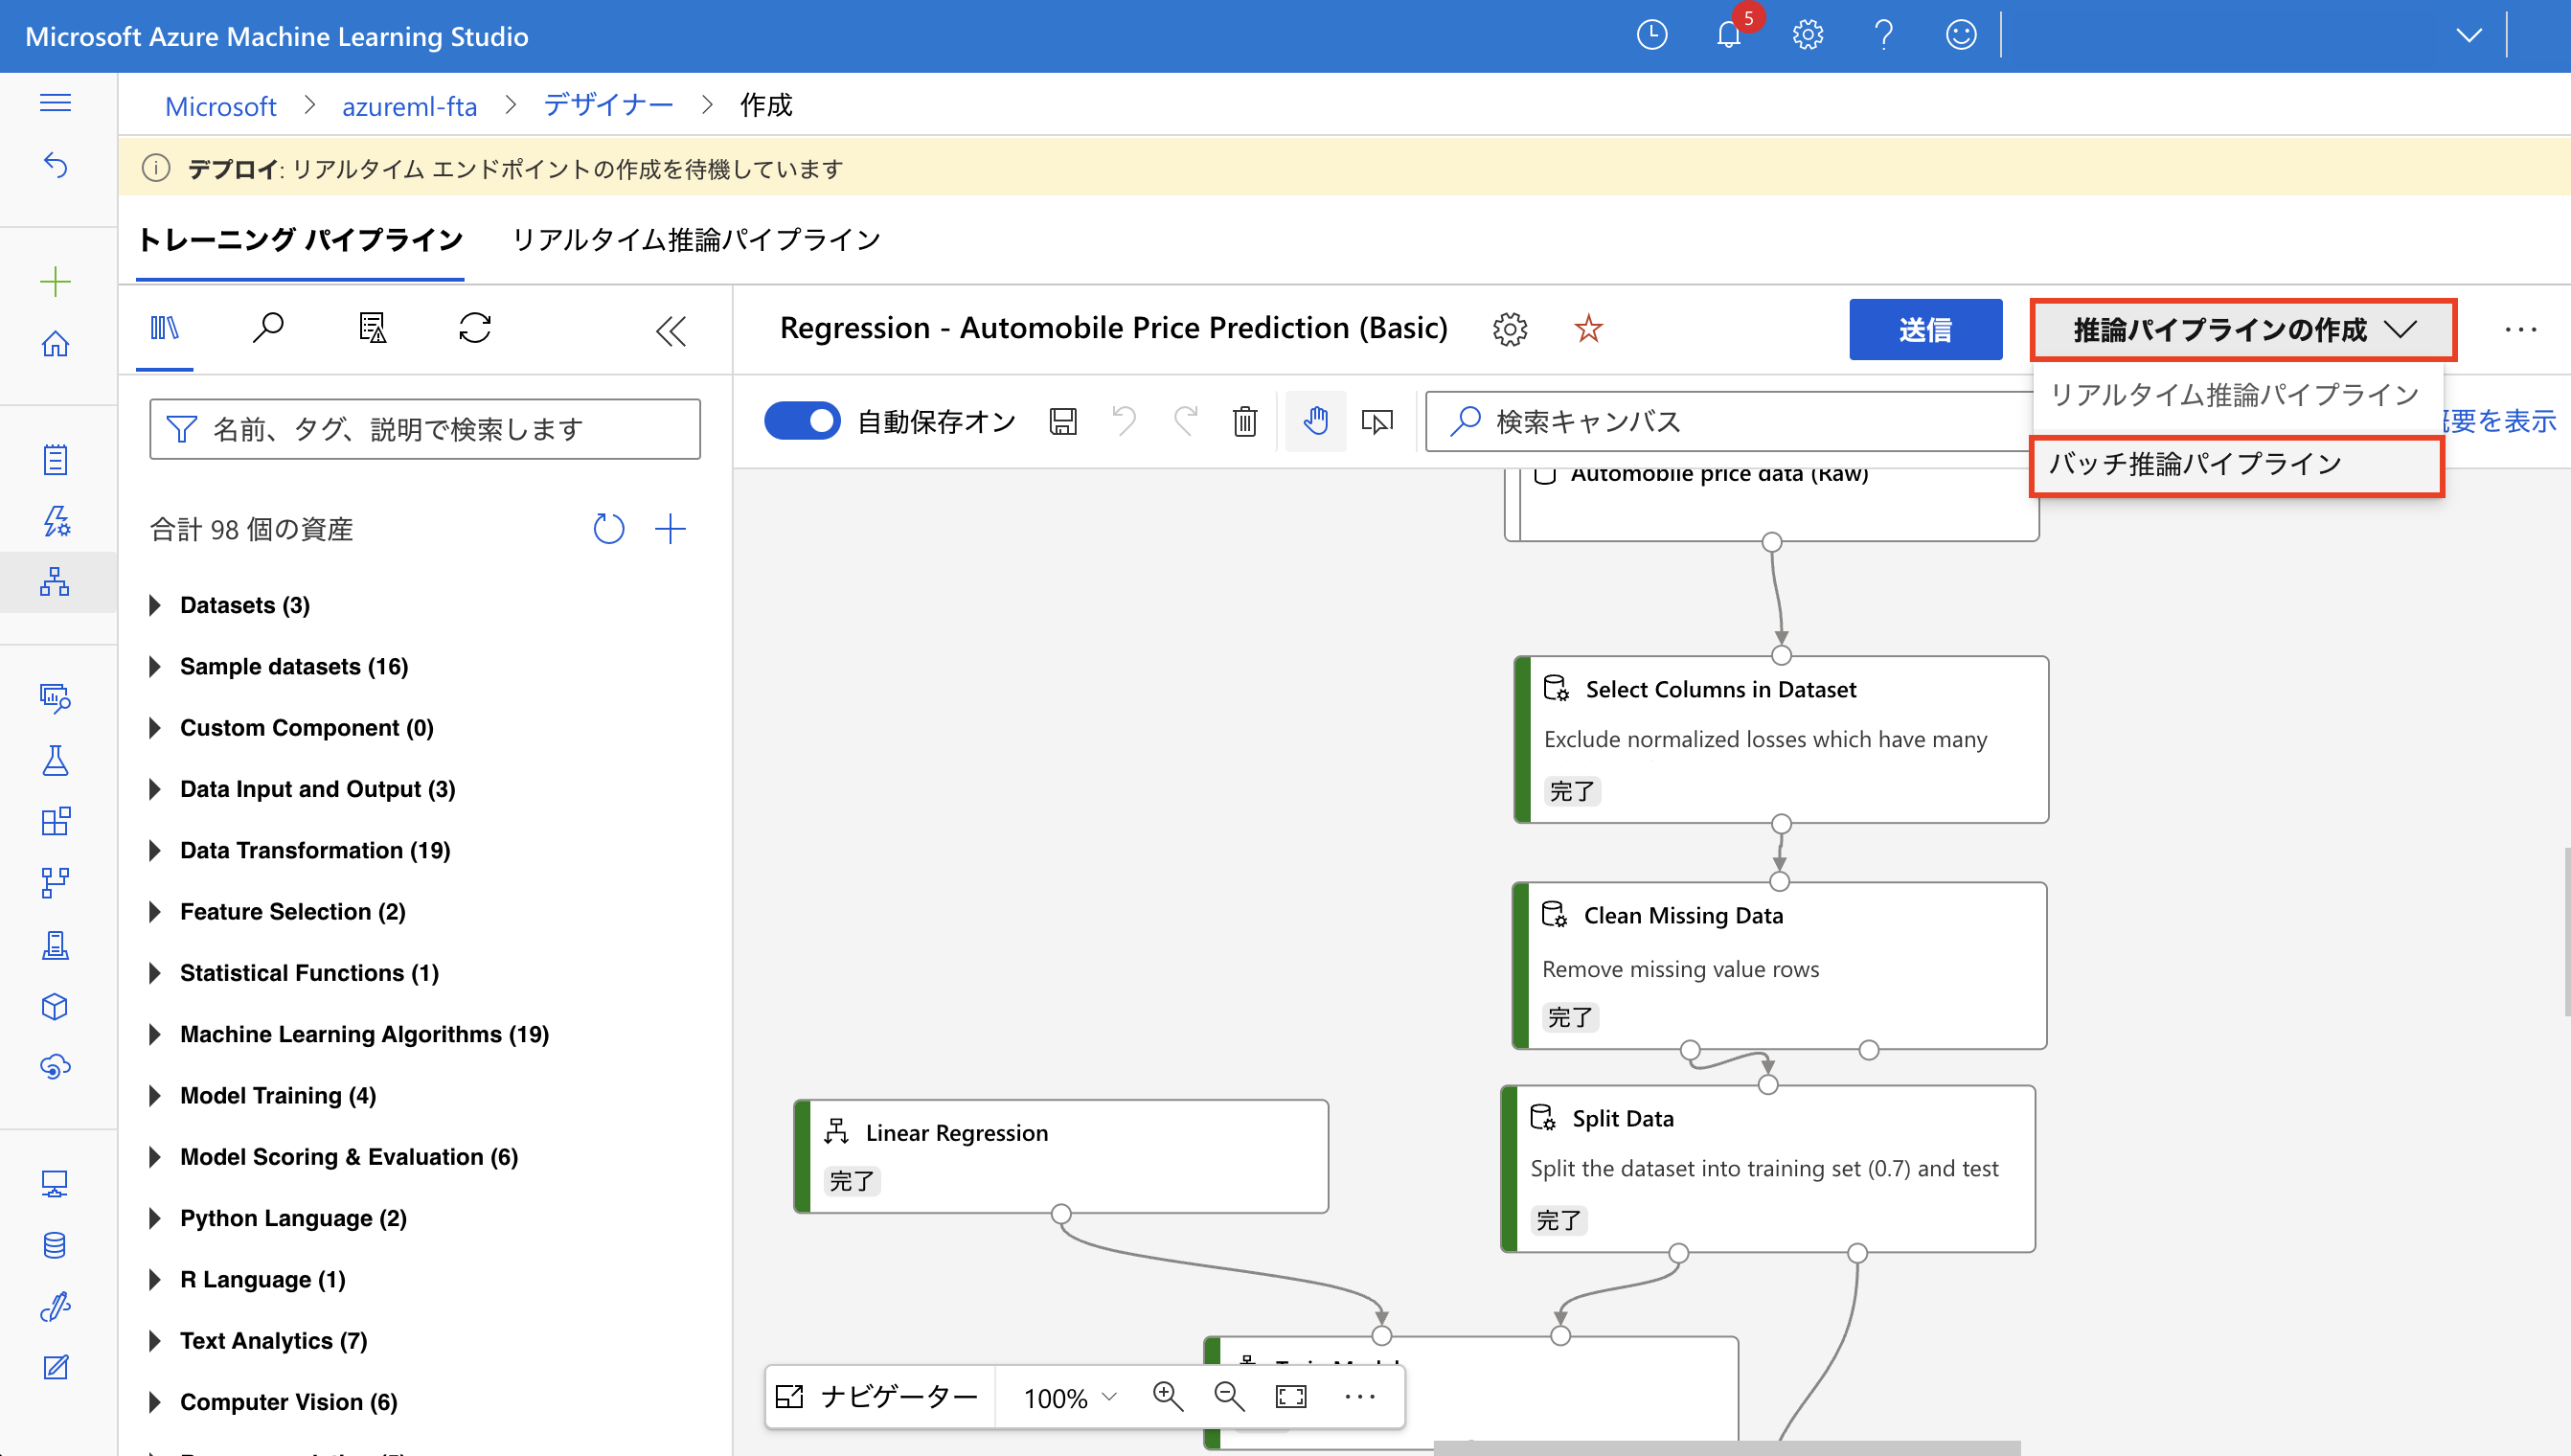 Microsoft Azure Machine Learning Studio
5
Microsoft > azureml-fta > デザイナー > 作成
デプロイ: リアルタイム エンドポイントの作成を待機しています
トレーニング パイプライン
リアルタイム推論パイプライン
Regression - Automobile Price Prediction (Basic)
送信
推論パイプラインの作成
リアルタイム推論パイプライン
バッチ推論パイプライン
自動保存オン
検索キャンバス
要を表示
名前、タグ、説明で検索します
合計 98 個の資産
Datasets (3)
Sample datasets (16)
Custom Component (0)
Data Input and Output (3)
Data Transformation (19)
Feature Selection (2)
Statistical Functions (1)
Machine Learning Algorithms (19)
Model Training (4)
Model Scoring & Evaluation (6)
Python Language (2)
R Language (1)
Text Analytics (7)
Computer Vision (6)
Automobile price data (Raw)
Select Columns in Dataset
Exclude normalized losses which have many
完了
Clean Missing Data
Remove missing value rows
完了
Linear Regression
完了
Split Data
Split the dataset into training set (0.7) and test
完了
ナビゲーター
100%